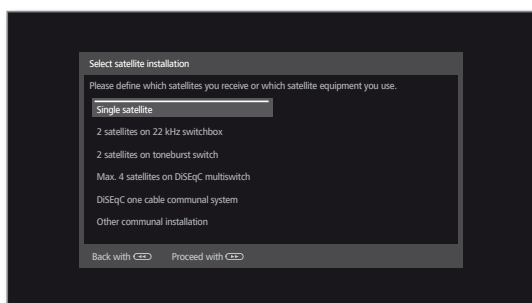 Select satellite installation
Please define which satellites you receive or which satellite equipment you use.
Single satellite
2 satellites on 22 kHz switchbox
2 satellites on toneburst switch
Max. 4 satellites on DiSEqC multiswitch
DiSEqC one cable communal system
Other communal installation
Back with ◀◀ Proceed with ▶▶